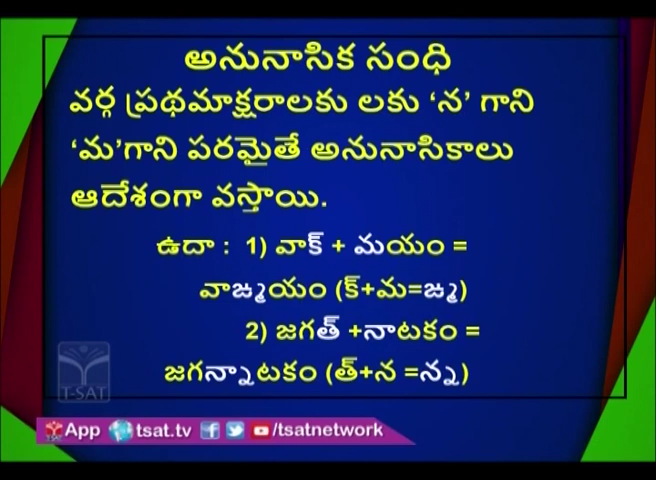 అనునాసిక సంధి
వర్గ ప్రథమాక్షరాలకు లకు ‘న’ గాని
‘మ’గాని పరమైతే అనునాసికాలు
ఆదేశంగా వస్తాయి.
ఉదా : 1) వాక్ + మయం =
వాఙ్మయం (క్+మ=ఙ్మ)
2) జగత్ +నాటకం =
జగన్నాటకం (త్+న =న్న)
T-SAT
T-SAT App tsat.tv /tsatnetwork